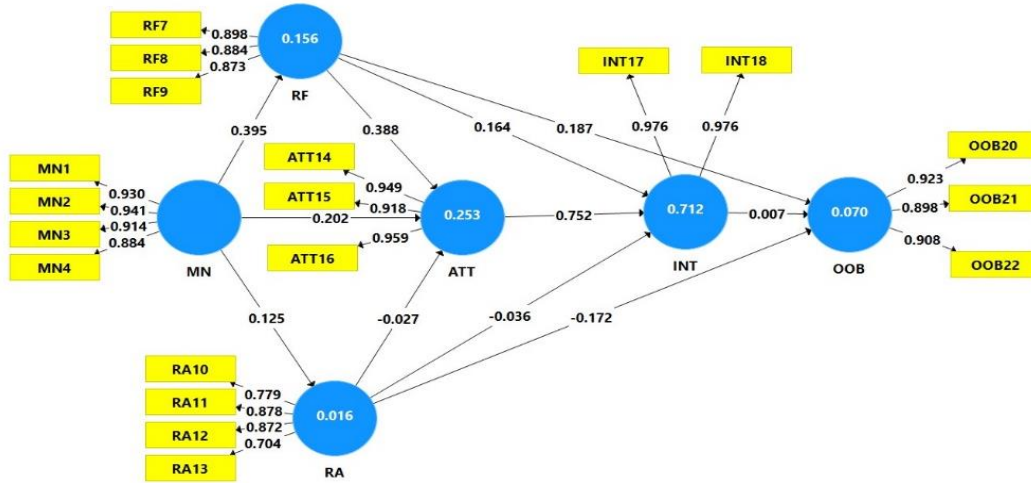 RF7
RF8
RF9
0.898
0.884
0.873
0.156
RF
INT17
INT18
0.395
0.388
0.164
0.187
0.976
0.976
MN1
MN2
MN3
MN4
0.930
0.941
0.914
0.884
MN
ATT14
ATT15
ATT16
0.949
0.918
0.959
0.202
0.253
ATT
0.752
0.712
INT
0.007
0.070
OOB
0.923
0.898
0.908
OOB20
OOB21
OOB22
0.125
-0.027
-0.036
-0.172
RA10
RA11
RA12
RA13
0.779
0.878
0.872
0.704
0.016
RA